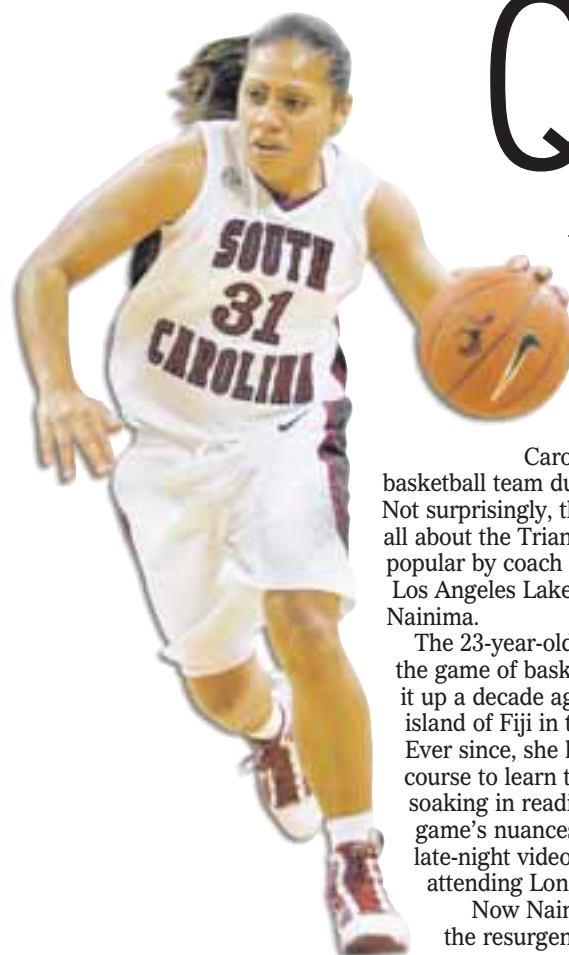 Q
SOUTH
31
CAROLINA
Caro
basketball team du
Not surprisingly, th
all about the Trian
popular by coach
Los Angeles Lake
Nainima.
The 23-year-old
the game of bask
it up a decade ag
island of Fiji in t
Ever since, she h
course to learn t
soaking in readi
game's nuances
late-night video
attending Lon
Now Nair
the resurgen